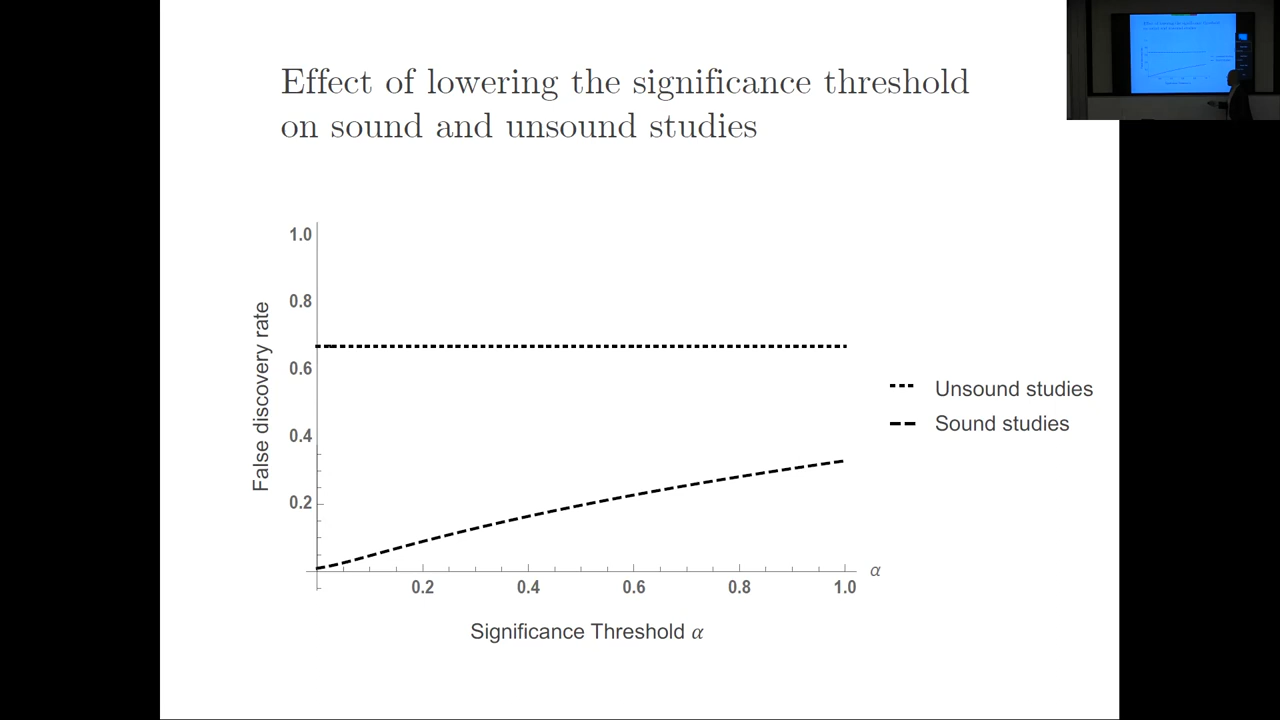 Effect of lowering the significance threshold
on sound and unsound studies
1.0
0.8
0.6
0.4
0.2
False discovery rate
0.2 0.4 0.6 0.8 1.0
α
Significance Threshold α
Unsound studies
Sound studies